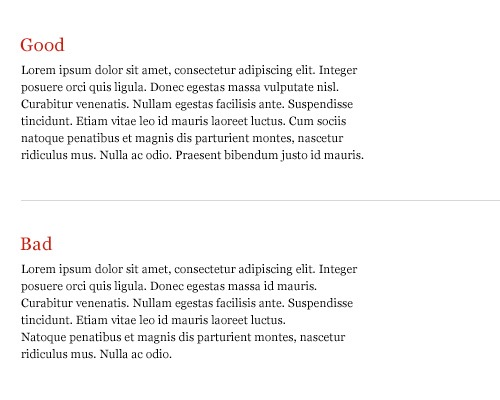 Good
Lorem ipsum dolor sit amet, consectetur adipiscing elit. Integer
posuere orci quis ligula. Donec egestas massa vulputate nisl.
Curabitur venenatis. Nullam egestas facilisis ante. Suspendisse
tincidunt. Etiam vitae leo id mauris laoreet luctus. Cum sociis
natoque penatibus et magnis dis parturient montes, nascetur
ridiculus mus. Nulla ac odio. Praesent bibendum justo id mauris.
Bad
Lorem ipsum dolor sit amet, consectetur adipiscing elit. Integer
posuere orci quis ligula. Donec egestas massa id mauris.
Curabitur venenatis. Nullam egestas facilisis ante. Suspendisse
tincidunt. Etiam vitae leo id mauris laoreet luctus.
Natoque penatibus et magnis dis parturient montes, nascetur
ridiculus mus. Nulla ac odio.